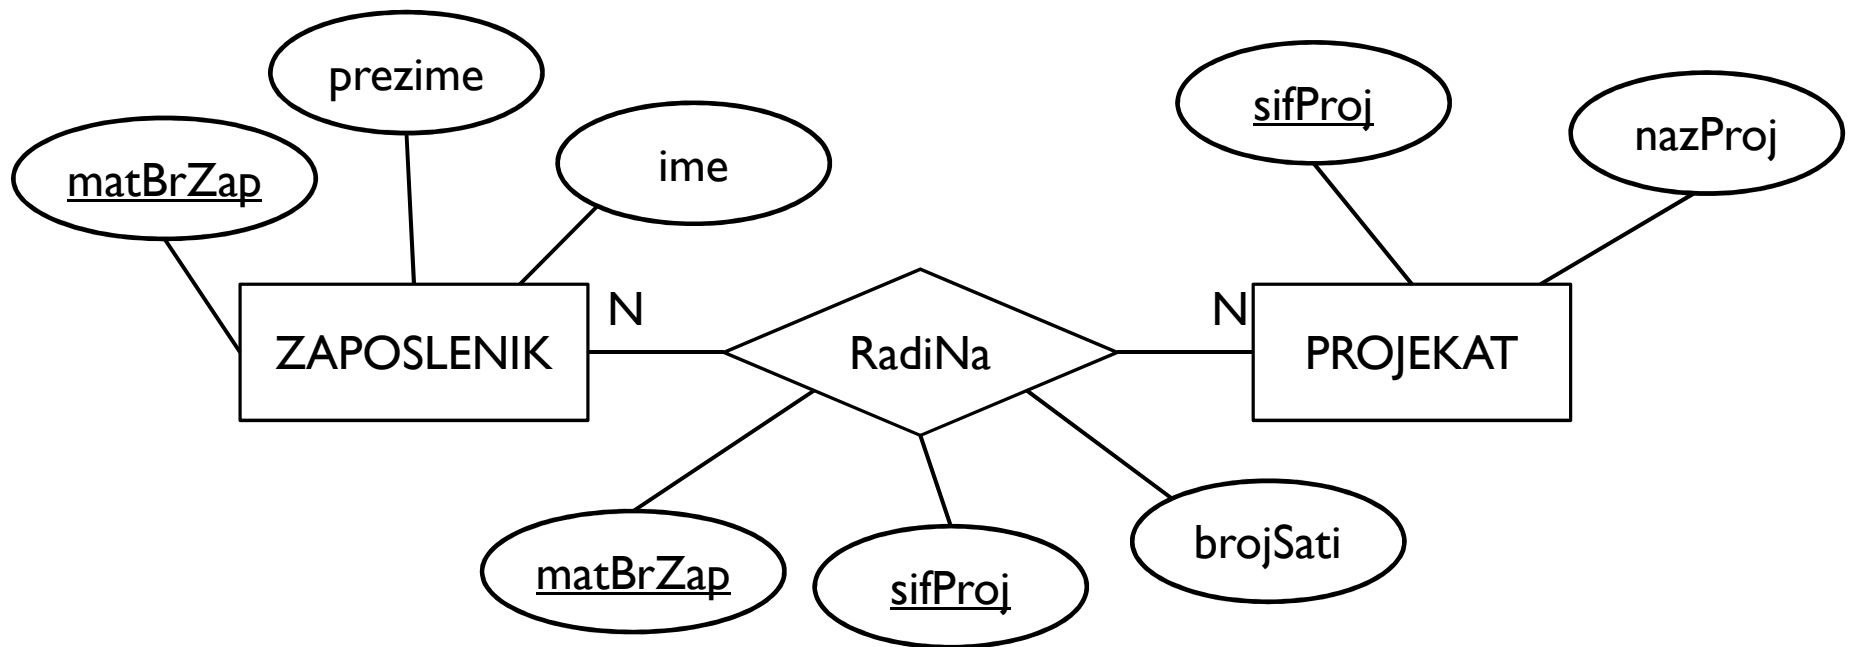 prezime
sifProj
nazProj
ime
matBrZap
N
N
ZAPOSLENIK
RadiNa
PROJEKAT
brojSati
matBrZap
sifProj